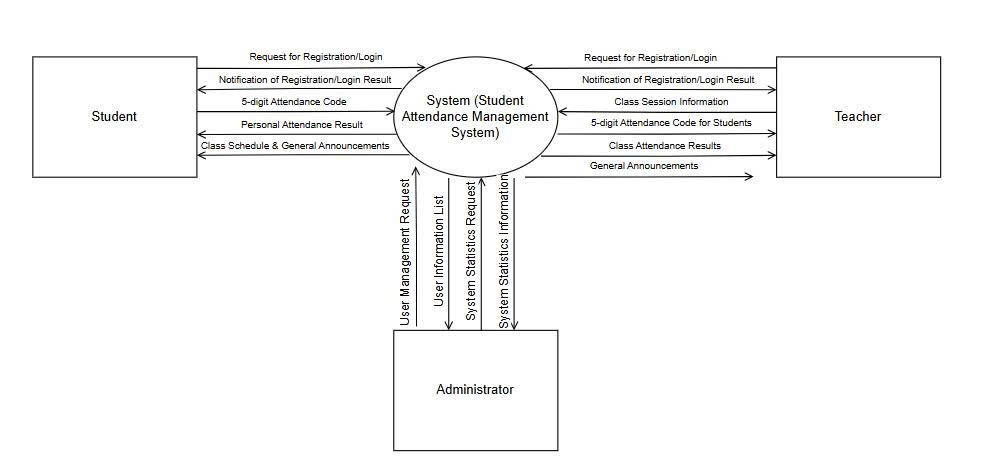 Request for Registration/Login
Request for Registration/Login
Notification of Registration/Login Result
Notification of Registration/Login Result
Student
System (Student
Attendance Management
System)
Teacher
5-digit Attendance Code
Class Session Information
Personal Attendance Result
5-digit Attendance Code for Students
Class Schedule & General Announcements
Class Attendance Results
General Announcements
User Management Request
User Information List
System Statistics Request
System Statistics Information
Administrator